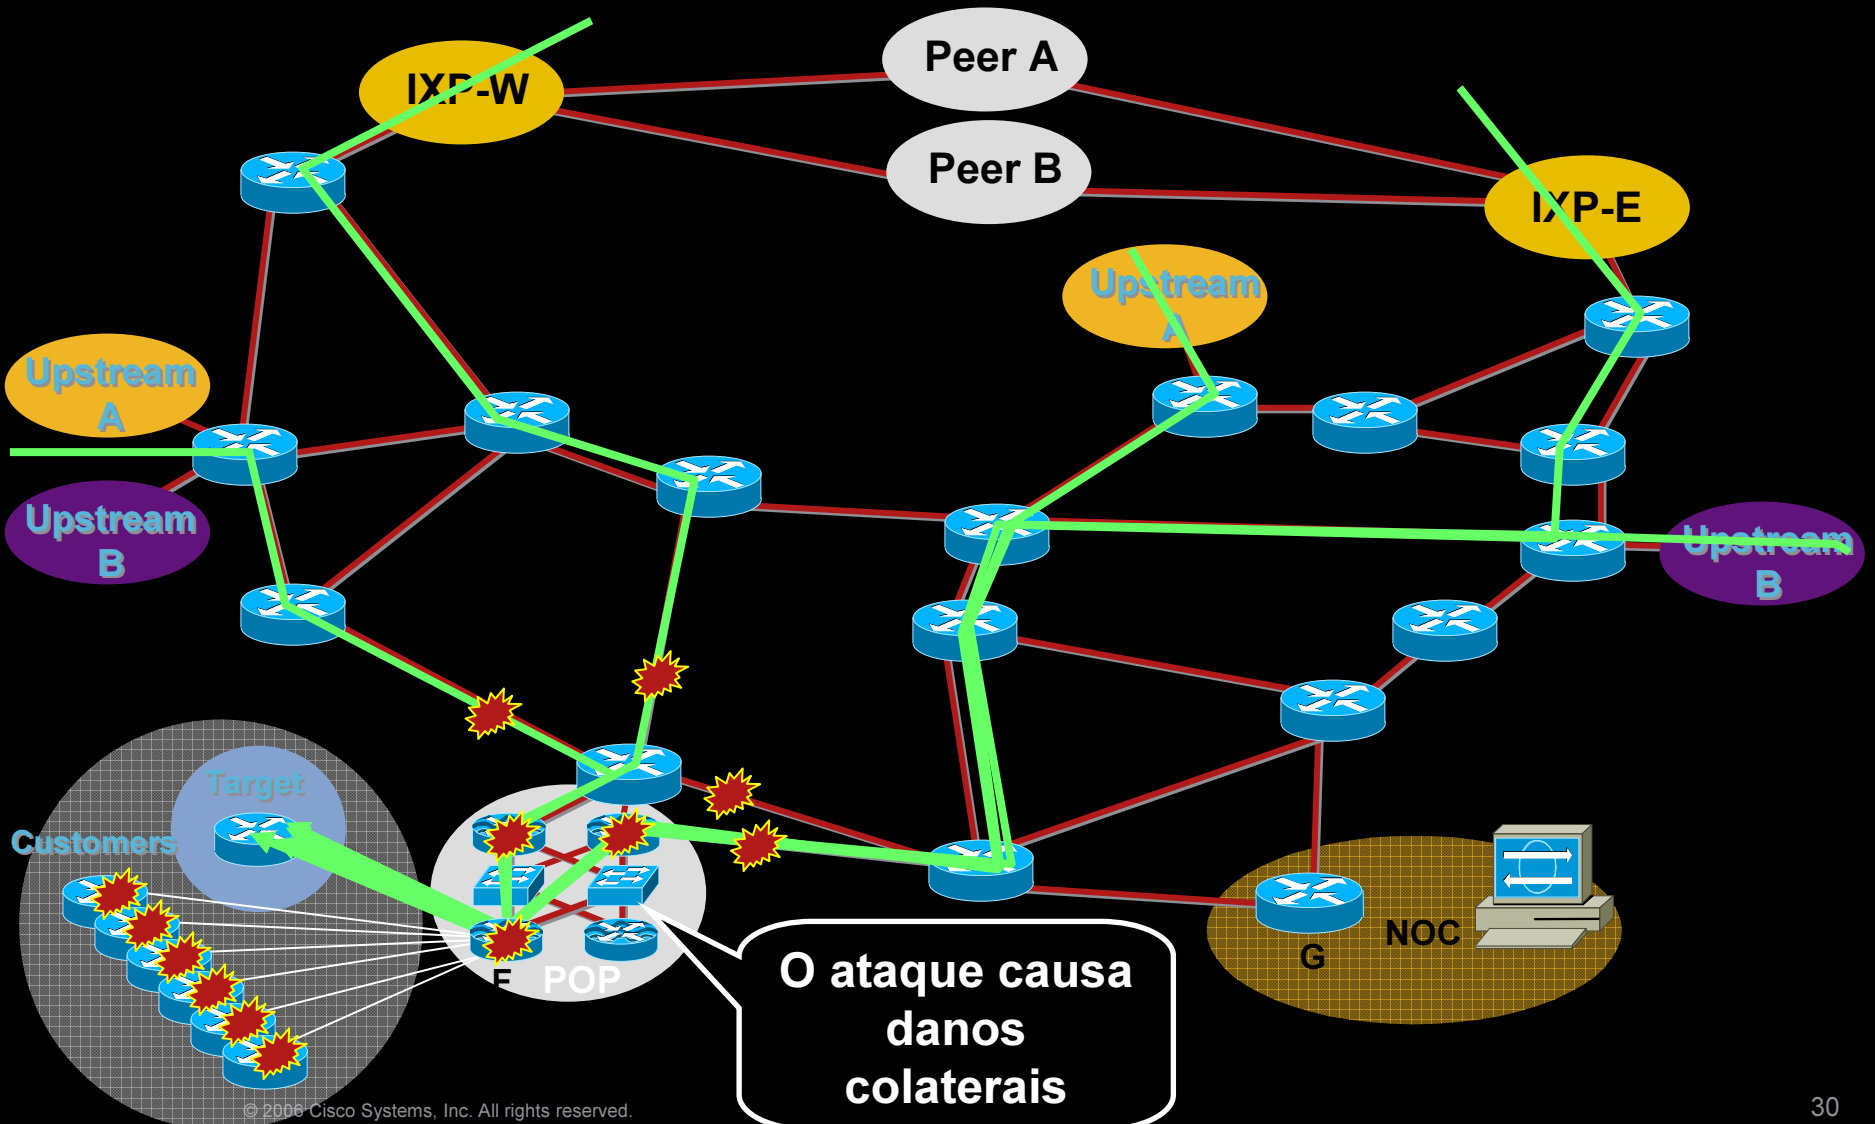 Peer A
IXP-W
Peer B
IXP-E
Upstream
A
Upstream
A
Upstream
B
Upstream
B
Target
Customers
F
POP
NOC
G
O ataque causa
danos
colaterais
© 2006 Cisco Systems, Inc. All rights reserved.
30